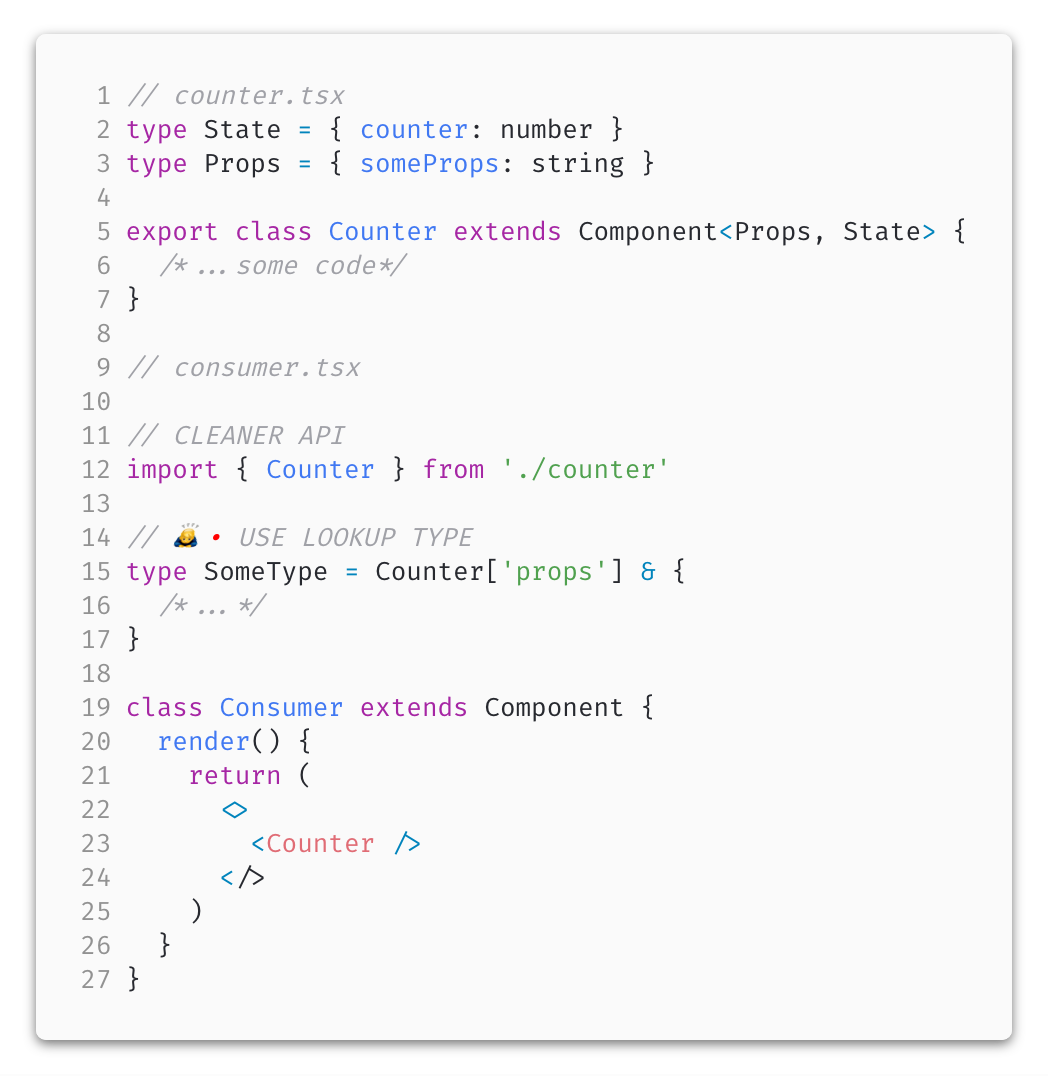 1 // counter.tsx
2 type State = { counter: number }
3 type Props = { someProps: string }
4
5 export class Counter extends Component<Props, State> {
6   /*...some code*/
7 }
8
9 // consumer.tsx
10
11 // CLEANER API
12 import { Counter } from './counter'
13
14 // 🙇• USE LOOKUP TYPE
15 type SomeType = Counter['props'] & {
16   /*...*/
17 }
18
19 class Consumer extends Component {
20   render() {
21     return (
22       <>
23         <Counter />
24       </>
25     )
26   }
27 }